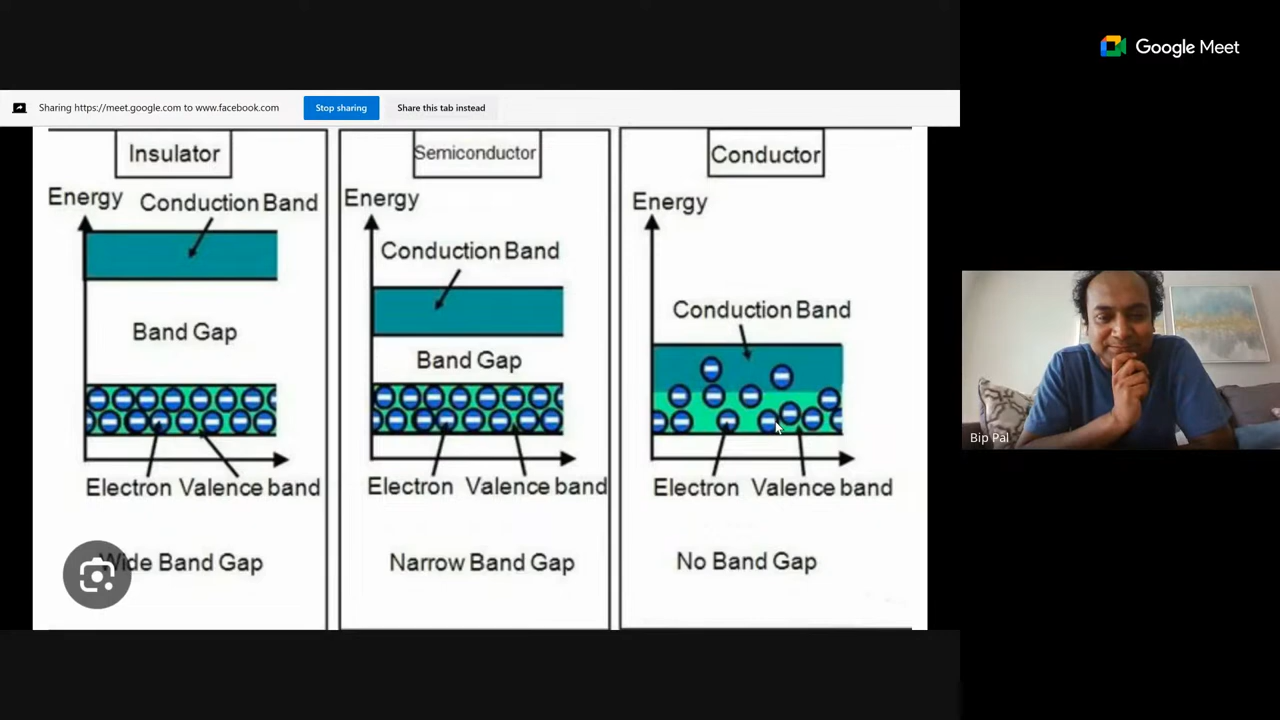 Google Meet
Sharing https://meet.google.com to www.facebook.com
Stop sharing
Share this tab instead
Insulator
Energy
Conduction Band
Band Gap
Electron
Valence band
Wide Band Gap
Semiconductor
Energy
Conduction Band
Band Gap
Electron
Valence band
Narrow Band Gap
Conductor
Energy
Conduction Band
Electron
Valence band
No Band Gap
Bip Pal